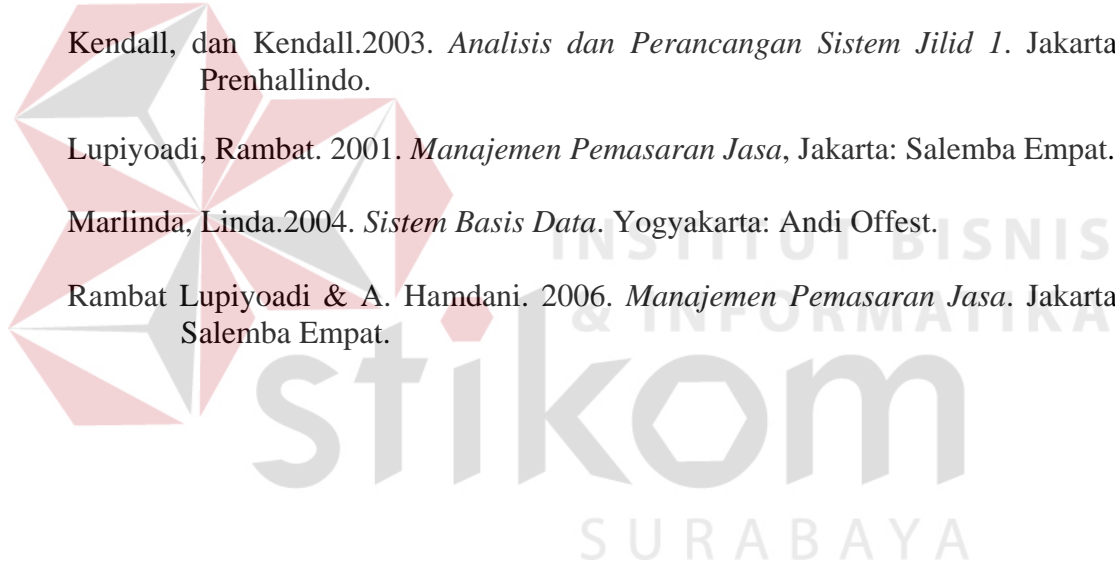 Kendall, dan Kendall.2003. Analisis dan Perancangan Sistem Jilid 1. Jakarta
Prenhallindo.
Lupiyoadi, Rambat. 2001. Manajemen Pemasaran Jasa, Jakarta: Salemba Empat.
Marlinda, Linda.2004. Sistem Basis Data. Yogyakarta: Andi Offest.
INSTITUT BISNIS
Rambat Lupiyoadi & A. Hamdani. 2006. Manajemen Pemasaran Jasa. Jakarta
& INFORMATIKA
Salemba Empat.
stikom
SURABAYA